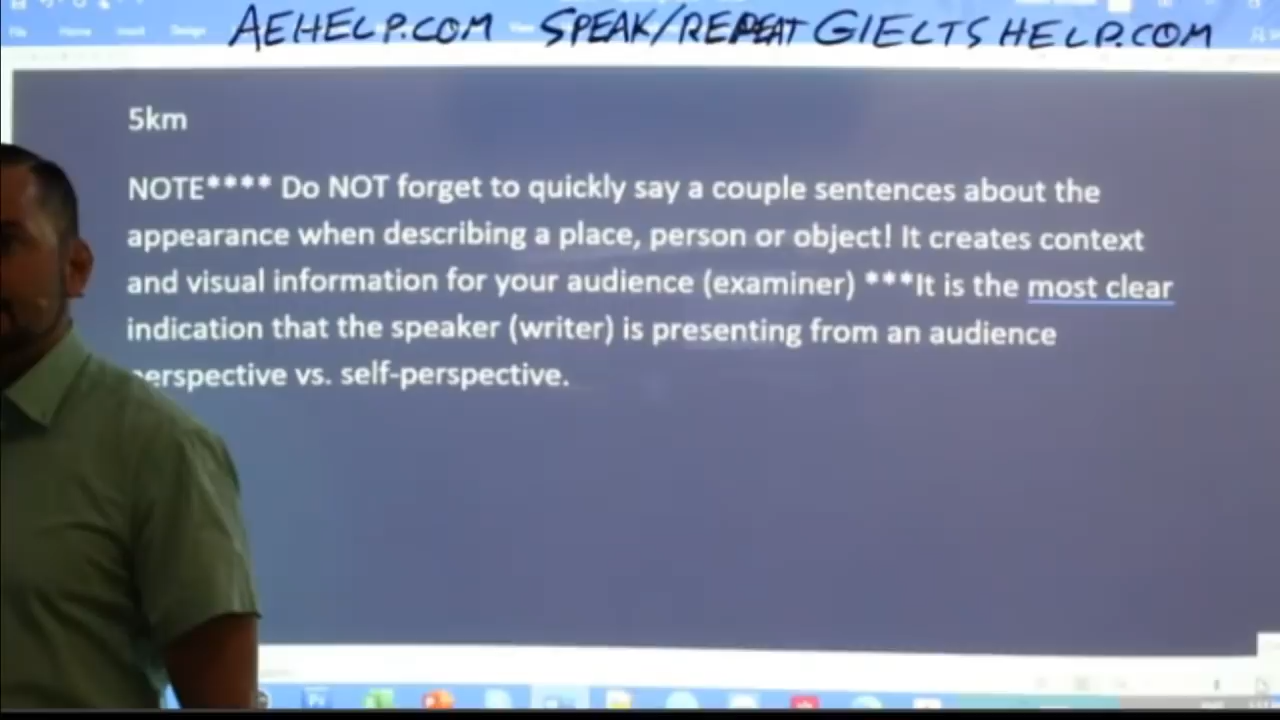 AEHELP.COM SPEAK/REPEAT GIELTSHELP.COM
5km
NOTE**** Do NOT forget to quickly say a couple sentences about the
appearance when describing a place, person or object! It creates context
and visual information for your audience (examiner) ***It is the most clear
indication that the speaker (writer) is presenting from an audience
perspective vs. self-perspective.